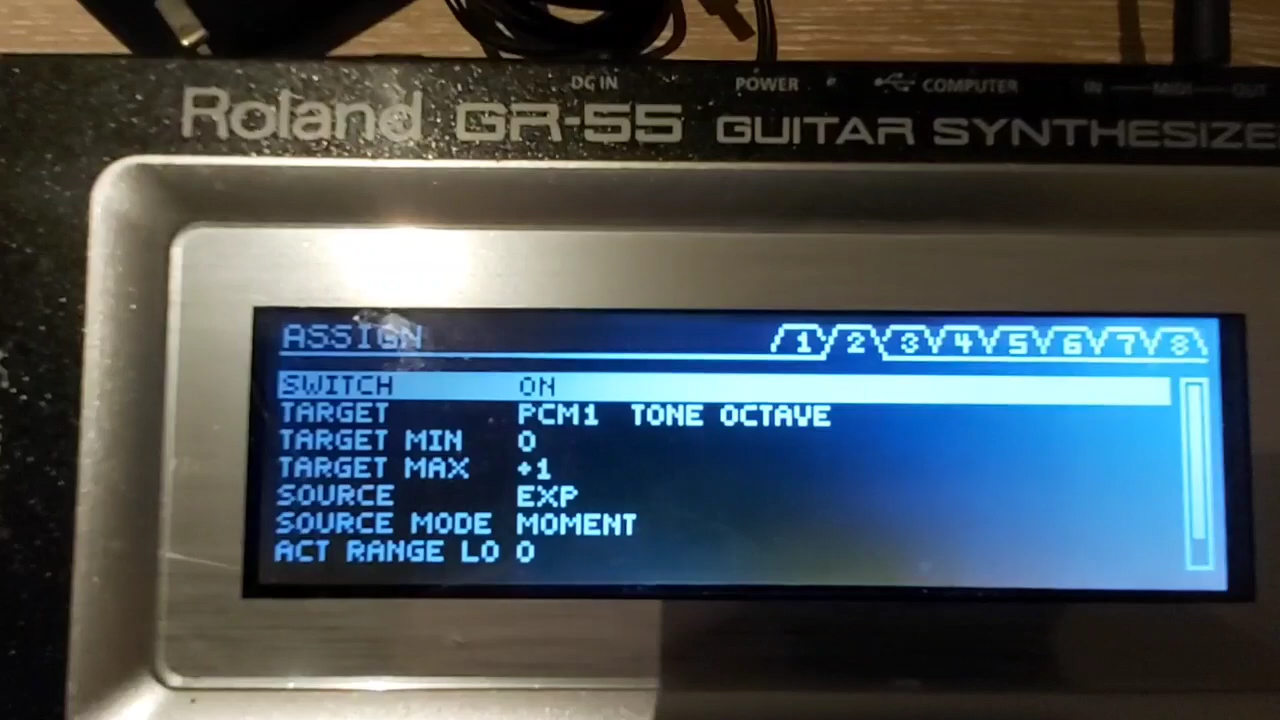 DC IN POWER COMPUTER IN MIDI OUT
Roland GR-55 GUITAR SYNTHESIZE
ASSIGN 1 2 3 4 5 6 7 8
SWITCH ON
TARGET PCM1 TONE OCTAVE
TARGET MIN 0
TARGET MAX +1
SOURCE EXP
SOURCE MODE MOMENT
ACT RANGE LO 0